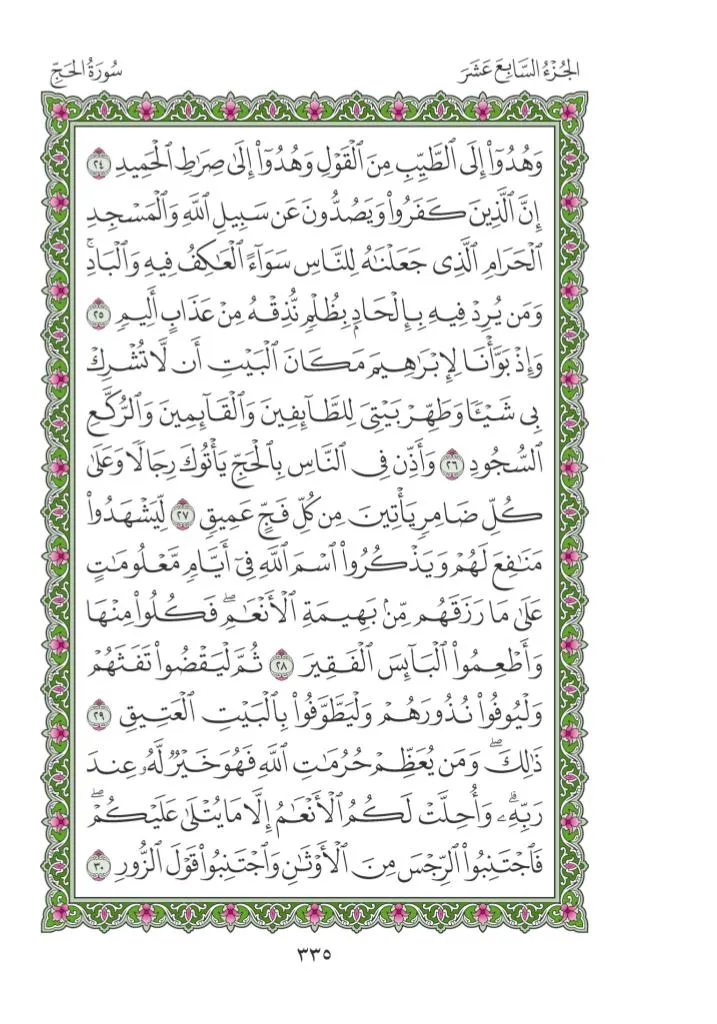 الجُزْءُ السَّابِعَ عَشَرَ
سُورَةُ الحَجّ
وَهُدُوٓا۟ إِلَى ٱلطَّيِّبِ مِنَ ٱلْقَوْلِ وَهُدُوٓا۟ إِلَىٰ صِرَٰطِ ٱلْحَمِيدِ ٢٤
إِنَّ ٱلَّذِينَ كَفَرُوا۟ وَيَصُدُّونَ عَن سَبِيلِ ٱللَّهِ وَٱلْمَسْجِدِ
ٱلْحَرَامِ ٱلَّذِى جَعَلْنَٰهُ لِلنَّاسِ سَوَآءً ٱلْعَٰكِفُ فِيهِ وَٱلْبَادِ ۚ
وَمَن يُرِدْ فِيهِ بِإِلْحَادٍۭ بِظُلْمٍ نُّذِقْهُ مِنْ عَذَابٍ أَلِيمٍ ٢٥
وَإِذْ بَوَّأْنَا لِإِبْرَٰهِيمَ مَكَانَ ٱلْبَيْتِ أَن لَّا تُشْرِكْ
بِى شَيْـًٔا وَطَهِّرْ بَيْتِىَ لِلطَّآئِفِينَ وَٱلْقَآئِمِينَ وَٱلرُّكَّعِ
ٱلسُّجُودِ ٢٦ وَأَذِّن فِى ٱلنَّاسِ بِٱلْحَجِّ يَأْتُوكَ رِجَالًا وَعَلَىٰ
كُلِّ ضَامِرٍ يَأْتِينَ مِن كُلِّ فَجٍّ عَمِيقٍ ٢٧ لِّيَشْهَدُوا۟
مَنَٰفِعَ لَهُمْ وَيَذْكُرُوا۟ ٱسْمَ ٱللَّهِ فِىٓ أَيَّامٍ مَّعْلُومَٰتٍ
عَلَىٰ مَا رَزَقَهُم مِّنۢ بَهِيمَةِ ٱلْأَنْعَٰمِ ۖ فَكُلُوا۟ مِنْهَا
وَأَطْعِمُوا۟ ٱلْبَآئِسَ ٱلْفَقِيرَ ٢٨ ثُمَّ لْيَقْضُوا۟ تَفَثَهُمْ
وَلْيُوفُوا۟ نُذُورَهُمْ وَلْيَطَّوَّفُوا۟ بِٱلْبَيْتِ ٱلْعَتِيقِ ٢٩
ذَٰلِكَ ۖ وَمَن يُعَظِّمْ حُرُمَٰتِ ٱللَّهِ فَهُوَ خَيْرٌ لَّهُۥ عِندَ
رَبِّهِۦ ۗ وَأُحِلَّتْ لَكُمُ ٱلْأَنْعَٰمُ إِلَّا مَا يُتْلَىٰ عَلَيْكُمْ ۖ
فَٱجْتَنِبُوا۟ ٱلرِّجْسَ مِنَ ٱلْأَوْثَٰنِ وَٱجْتَنِبُوا۟ قَوْلَ ٱلزُّورِ ٣٠
٣٣٥